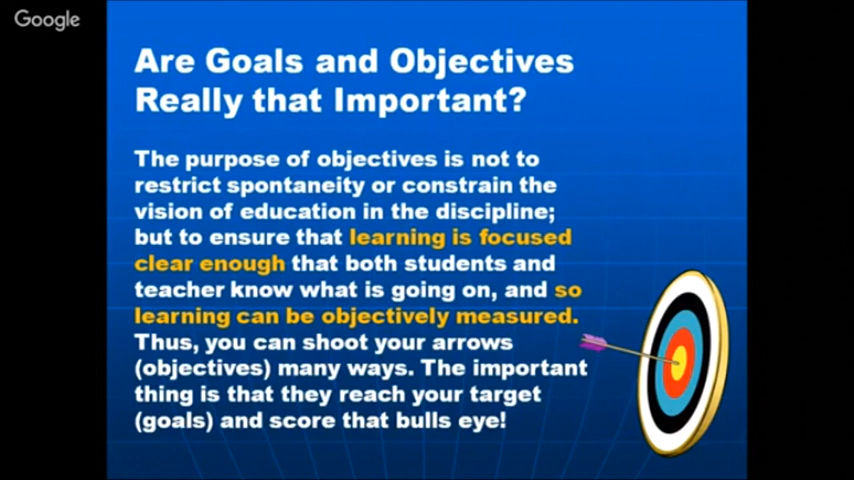 Google
Are Goals and Objectives
Really that Important?
The purpose of objectives is not to
restrict spontaneity or constrain the
vision of education in the discipline;
but to ensure that learning is focused
clear enough that both students and
teacher know what is going on, and so
learning can be objectively measured.
Thus, you can shoot your arrows
(objectives) many ways. The important
thing is that they reach your target
(goals) and score that bulls eye!